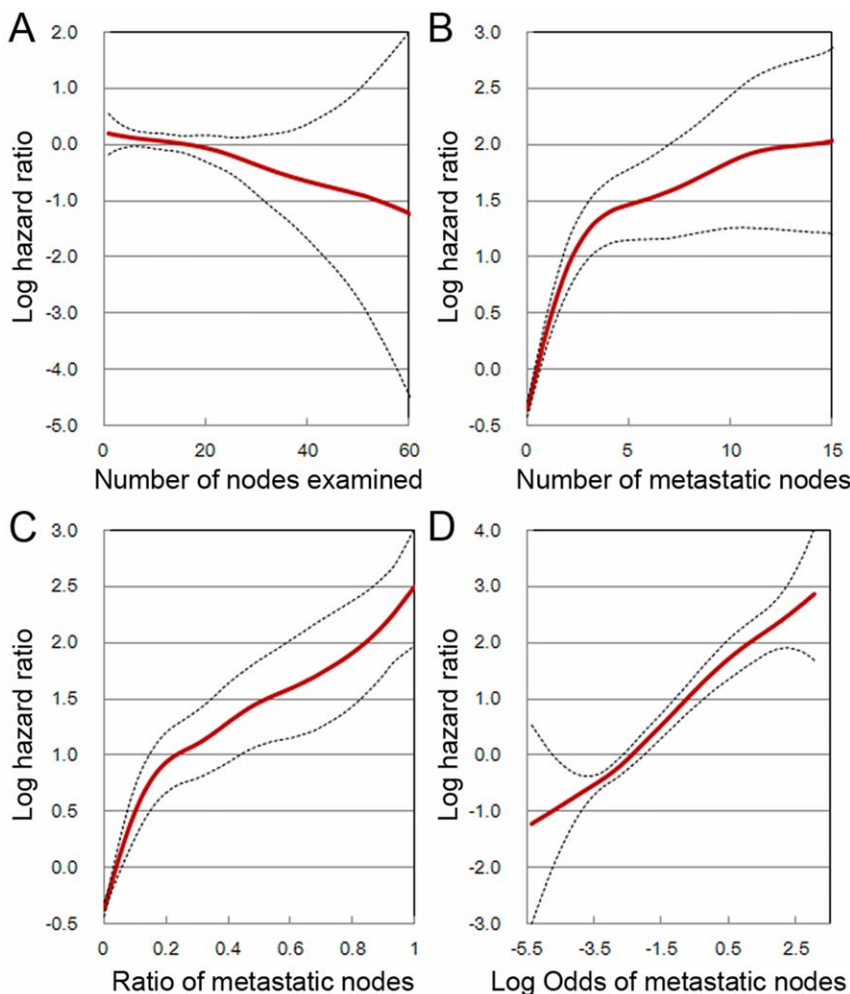 A
Log hazard ratio
2.0
1.0
0.0
-1.0
-2.0
-3.0
-4.0
-5.0
0 20 40 60
Number of nodes examined
B
Log hazard ratio
3.0
2.5
2.0
1.5
1.0
0.5
0.0
-0.5
0 5 10 15
Number of metastatic nodes
C
Log hazard ratio
3.0
2.5
2.0
1.5
1.0
0.5
0.0
-0.5
0 0.2 0.4 0.6 0.8 1
Ratio of metastatic nodes
D
Log hazard ratio
4.0
3.0
2.0
1.0
0.0
-1.0
-2.0
-3.0
-5.5 -3.5 -1.5 0.5 2.5
Log Odds of metastatic nodes